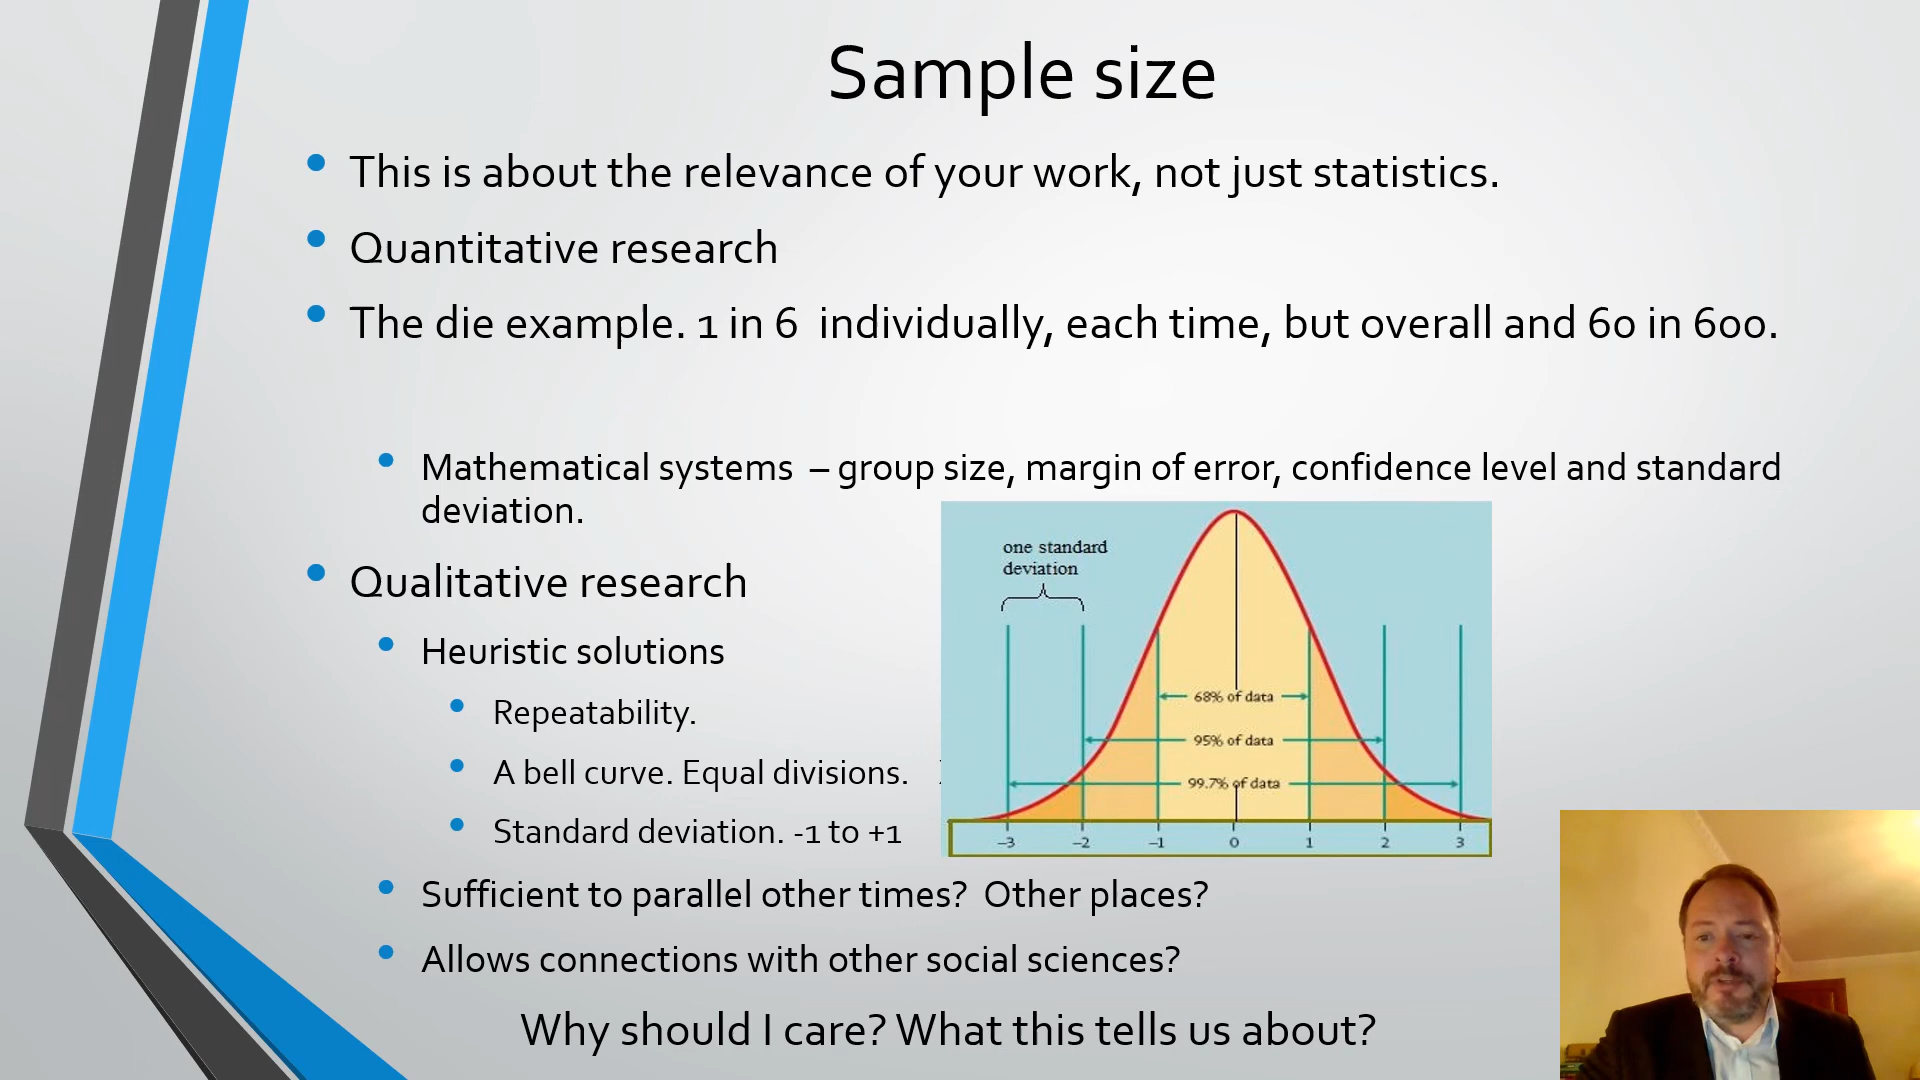 Sample size
• This is about the relevance of your work, not just statistics.
• Quantitative research
• The die example. 1 in 6  individually, each time, but overall and 60 in 600.
• Mathematical systems  – group size, margin of error, confidence level and standard
deviation.
• Qualitative research
• Heuristic solutions
• Repeatability.
• A bell curve. Equal divisions.
• Standard deviation. -1 to +1
one standard
deviation
68% of data
95% of data
99.7% of data
–3 –2 –1 0 1 2 3
• Sufficient to parallel other times?  Other places?
• Allows connections with other social sciences?
Why should I care? What this tells us about?